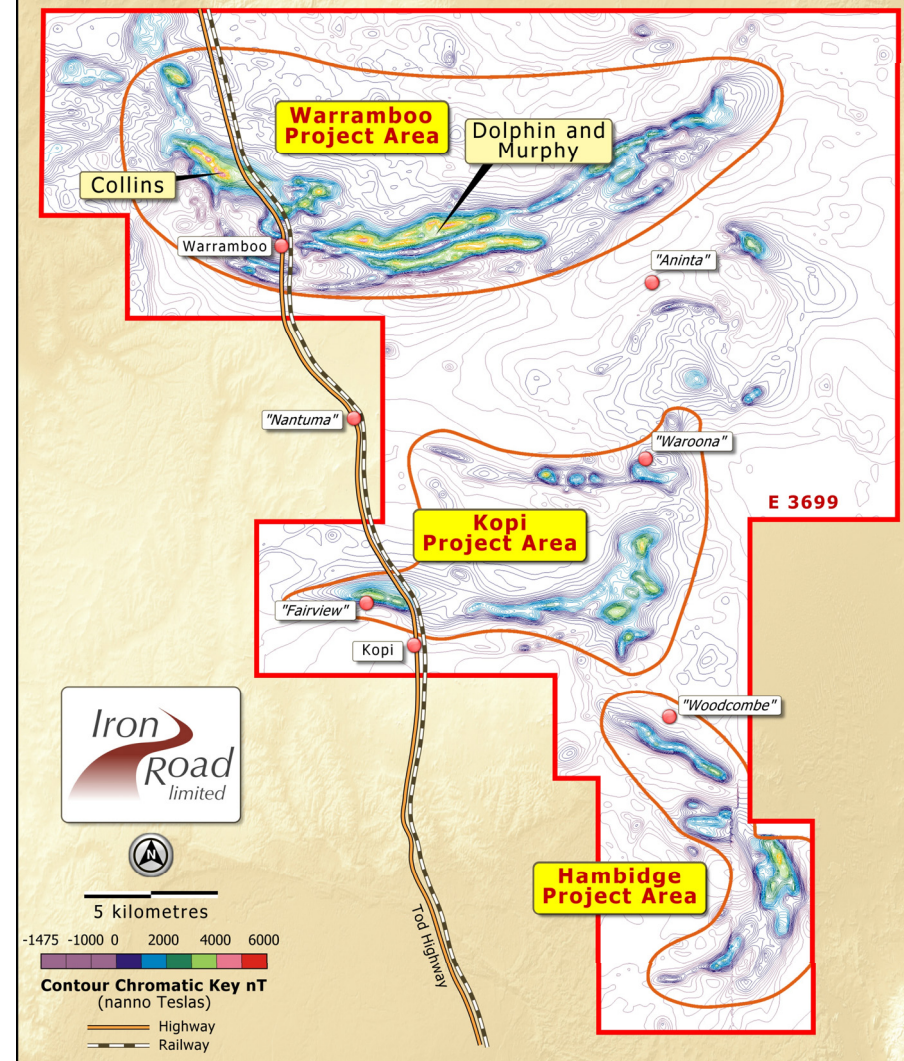 Warramboo
Project Area
Dolphin and
Murphy
Collins
Warramboo
"Aninta"
"Nantuma"
"Waroona"
E 3699
Kopi
Project Area
"Fairview"
Kopi
"Woodcombe"
Iron
Road
limited
N
Hambidge
Project Area
5 kilometres
Tod Highway
-1475 -1000 0 2000 4000 6000
Contour Chromatic Key nT
(nanno Teslas)
Highway
Railway